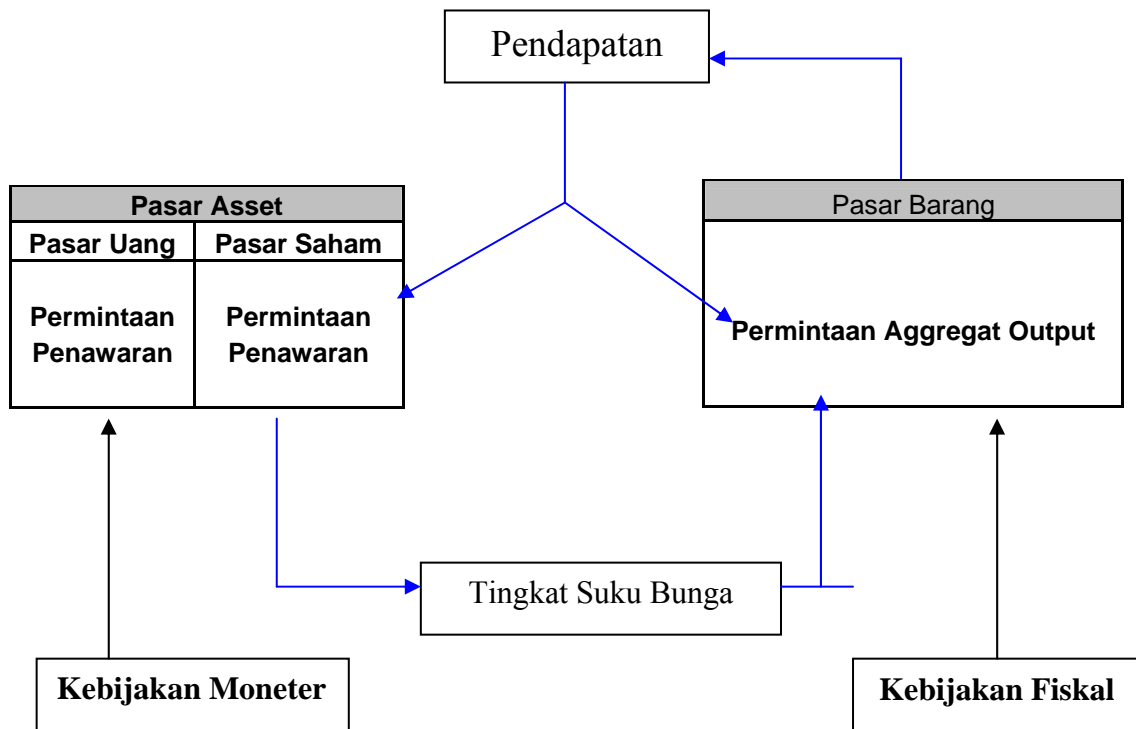 Pendapatan
Pasar Asset
Pasar Uang
Pasar Saham
Permintaan
Penawaran
Permintaan
Penawaran
Pasar Barang
Permintaan Aggregat Output
Tingkat Suku Bunga
Kebijakan Moneter
Kebijakan Fiskal